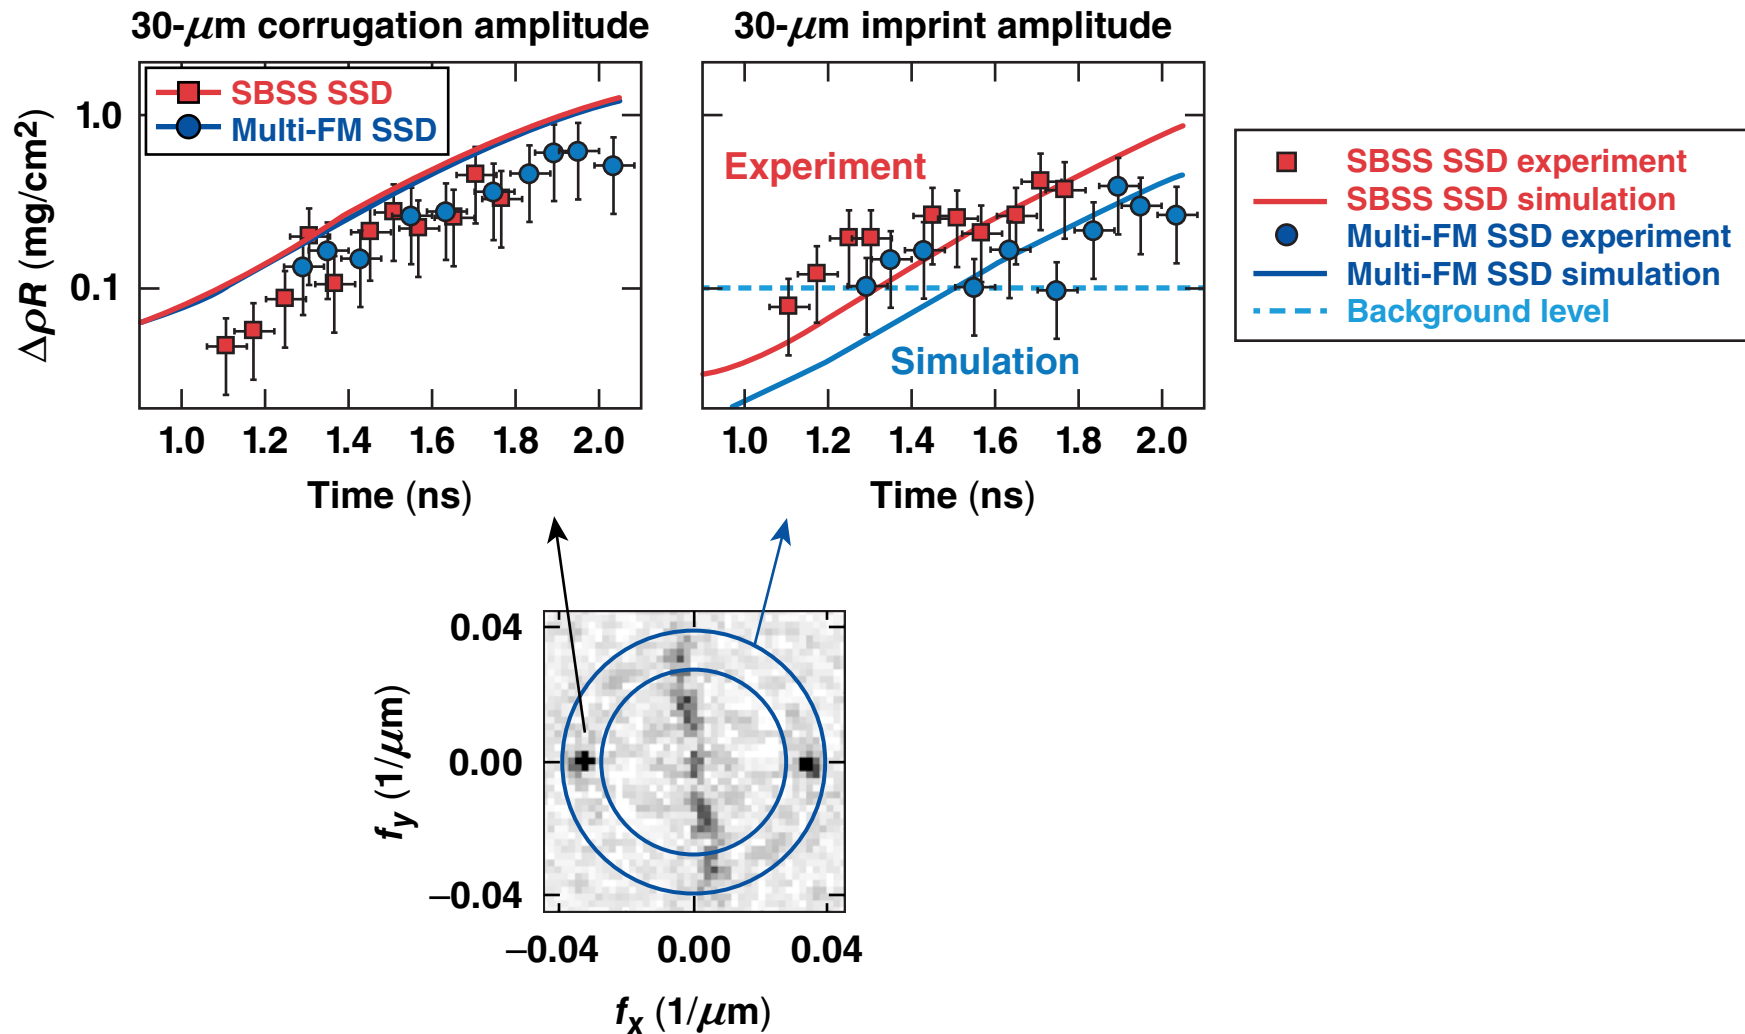 30-μm corrugation amplitude
30-μm imprint amplitude
SBSS SSD
Multi-FM SSD
ΔρR (mg/cm²)
1.0
0.1
1.0 1.2 1.4 1.6 1.8 2.0
Time (ns)
Experiment
Simulation
1.0 1.2 1.4 1.6 1.8 2.0
Time (ns)
SBSS SSD experiment
SBSS SSD simulation
Multi-FM SSD experiment
Multi-FM SSD simulation
Background level
0.04
0.00
–0.04
fy (1/μm)
–0.04 0.00 0.04
fx (1/μm)